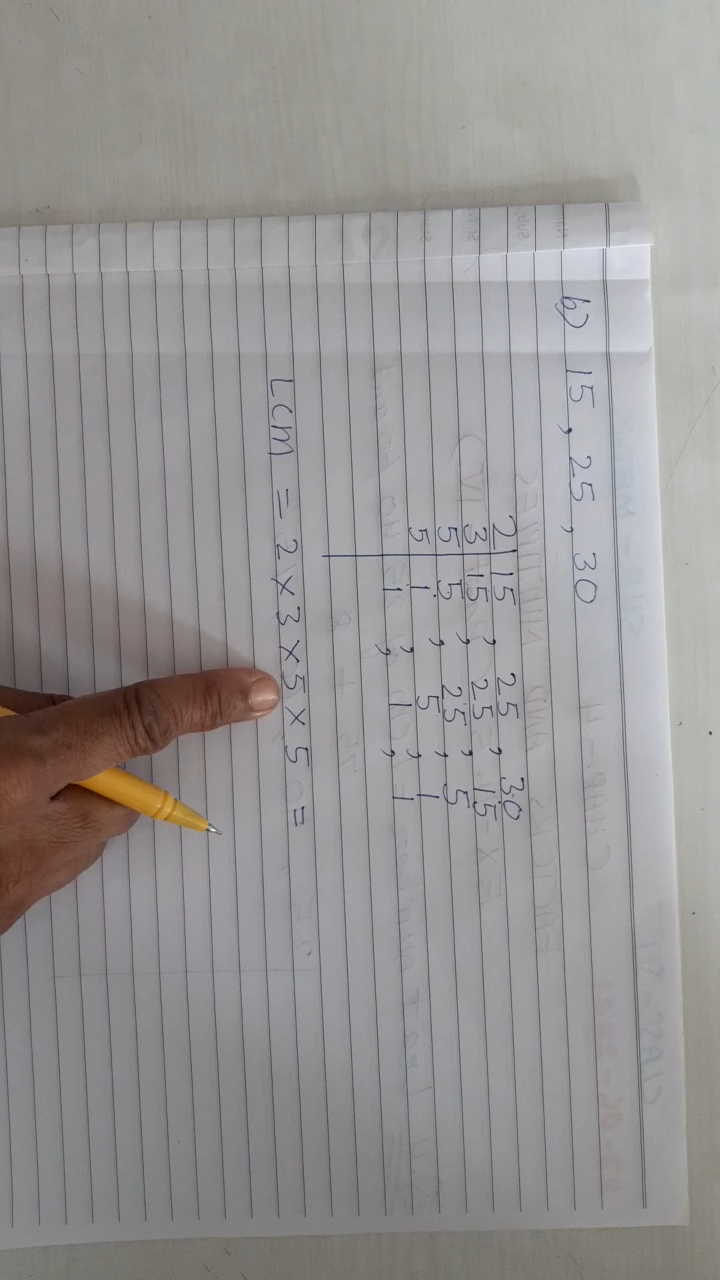 b) 15, 25, 30
2 | 15, 25, 30
3 | 15, 25, 15
5 | 5, 25, 5
5 | 1, 5, 1
1, 1, 1
LCM = 2 × 3 × 5 × 5 =